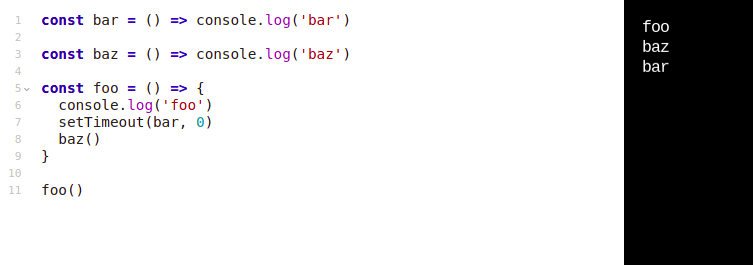 1 const bar = () => console.log('bar')
2
3 const baz = () => console.log('baz')
4
5 const foo = () => {
6   console.log('foo')
7   setTimeout(bar, 0)
8   baz()
9 }
10
11 foo()
foo
baz
bar